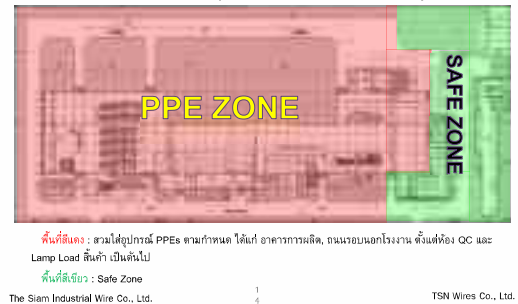 PPE ZONE
SAFE ZONE
พื้นที่สีแดง : สวมใส่อุปกรณ์ PPEs ตามกำหนด ได้แก่ อาคารการผลิต, ถนนรอบนอกโรงงาน ตั้งแต่ห้อง QC และ
Lamp Load สินค้า เป็นต้นไป
พื้นที่สีเขียว : Safe Zone
The Siam Industrial Wire Co., Ltd.
1
4
TSN Wires Co., Ltd.